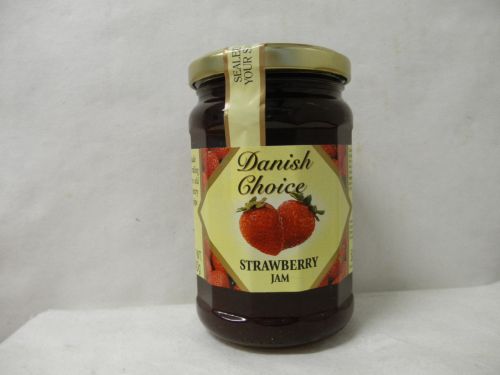 SEALED
YOUR S
Danish
Choice
STRAWBERRY
JAM